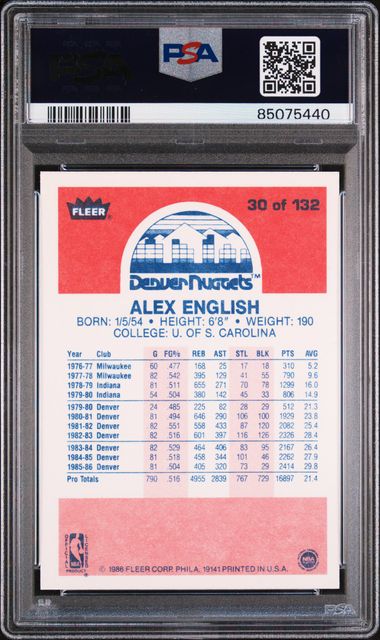 PSA
85075440
FLEER
30 of 132
DENVER NUGGETS™
ALEX ENGLISH
BORN: 1/5/54 • HEIGHT: 6'8" • WEIGHT: 190
COLLEGE: U. OF S. CAROLINA
Year Club G FG% REB AST STL BLK PTS AVG
1976-77 Milwaukee 60 .477 168 25 17 18 310 5.2
1977-78 Milwaukee 82 .542 395 129 41 55 790 9.6
1978-79 Indiana 81 .511 655 271 70 78 1299 16.0
1979-80 Indiana 54 .504 380 142 45 33 806 14.9
1979-80 Denver 24 .485 225 82 28 29 512 21.3
1980-81 Denver 81 .494 646 290 106 100 1929 23.8
1981-82 Denver 82 .551 558 433 87 120 2082 25.4
1982-83 Denver 82 .516 601 397 116 126 2326 28.4
1983-84 Denver 82 .529 464 406 83 95 2167 26.4
1984-85 Denver 81 .518 458 344 101 46 2262 27.9
1985-86 Denver 81 .504 405 320 73 29 2414 29.8
Pro Totals 790 .516 4955 2839 767 729 16897 21.4
OFFICIAL LICENSED
NBA
PRODUCT
© 1986 FLEER CORP. PHILA. 19141 PRINTED IN U.S.A.
PSA